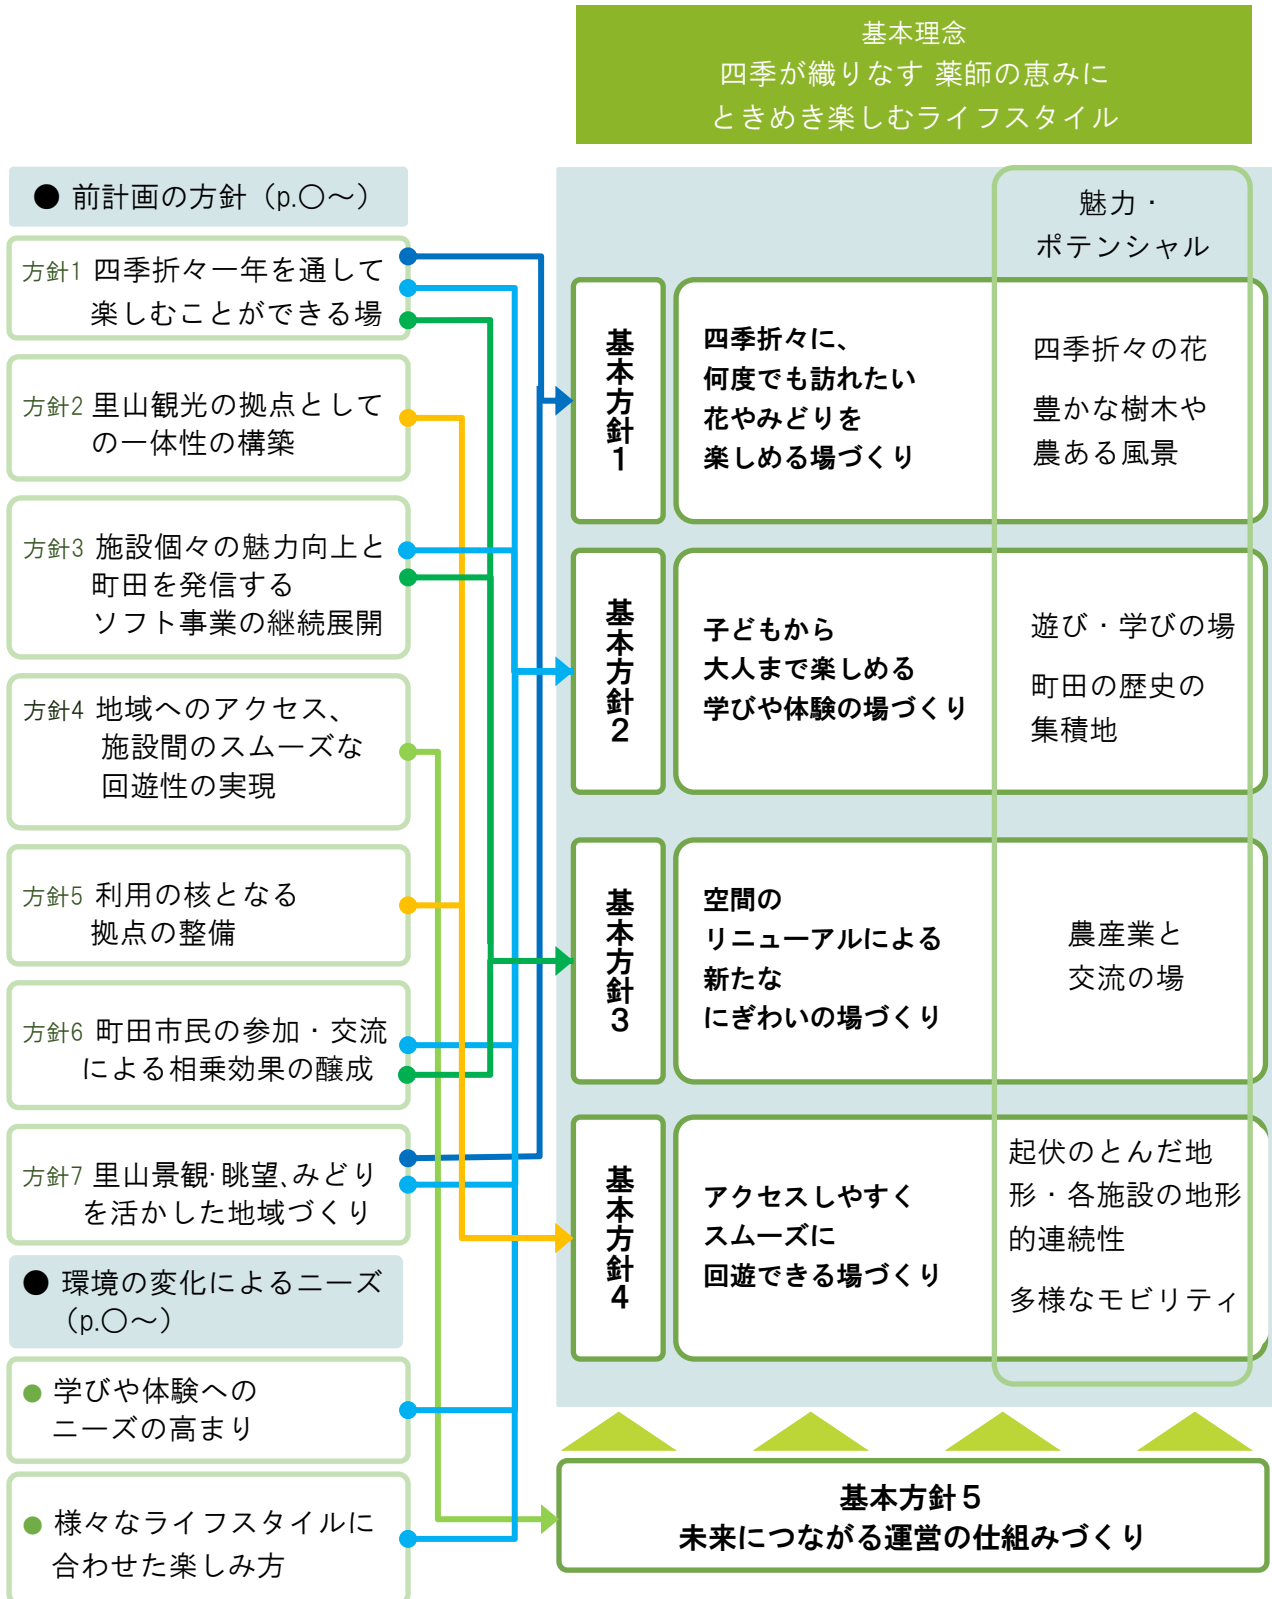 基本理念
四季が織りなす 薬師の恵みに
ときめき楽しむライフスタイル
● 前計画の方針（p.〇～）
方針1 四季折々一年を通して
楽しむことができる場
方針2 里山観光の拠点として
の一体性の構築
方針3 施設個々の魅力向上と
町田を発信する
ソフト事業の継続展開
方針4 地域へのアクセス、
施設間のスムーズな
回遊性の実現
方針5 利用の核となる
拠点の整備
方針6 町田市民の参加・交流
による相乗効果の醸成
方針7 里山景観・眺望、みどり
を活かした地域づくり
● 環境の変化によるニーズ
（p.〇～）
● 学びや体験への
ニーズの高まり
● 様々なライフスタイルに
合わせた楽しみ方
魅力・
ポテンシャル
基本方針1
四季折々に、
何度でも訪れたい
花やみどりを
楽しめる場づくり
四季折々の花
豊かな樹木や
農ある風景
基本方針2
子どもから
大人まで楽しめる
学びや体験の場づくり
遊び・学びの場
町田の歴史の
集積地
基本方針3
空間の
リニューアルによる
新たな
にぎわいの場づくり
農産業と
交流の場
基本方針4
アクセスしやすく
スムーズに
回遊できる場づくり
起伏のとんだ地
形・各施設の地形
的連続性
多様なモビリティ
基本方針５
未来につながる運営の仕組みづくり